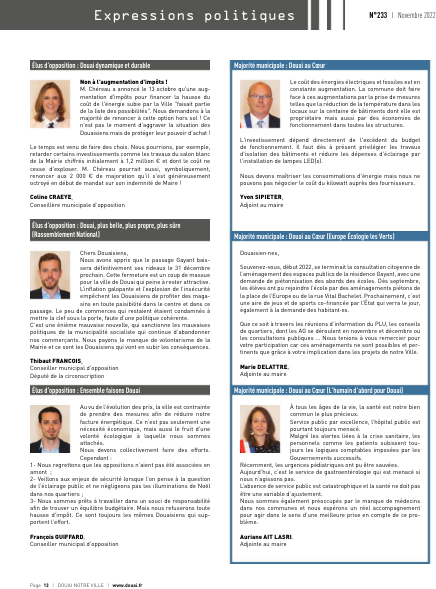 Expressions politiques
N°233 | Novembre 2022
Élus d'opposition : Douai dynamique et durable
Non à l'augmentation d'impôts !
M. Chéreau a annoncé le 13 octobre qu'une aug-
mentation d'impôts pour financer la hausse du
coût de l'énergie subie par la Ville "faisait partie
de la liste des possibilités". Nous demandons à la
majorité de renoncer à cette option hors sol ! Ce
n'est pas le moment d'aggraver la situation des
Douaisiens mais de protéger leur pouvoir d'achat !
Le temps est venu de faire des choix. Nous pourrions, par exemple,
retarder certains investissements comme les travaux du salon blanc
de la Mairie chiffrés initialement à 1,2 million € et dont le coût ne
cesse d'exploser. M. Chéreau pourrait aussi, symboliquement,
renoncer aux 2 000 € de majoration qu'il s'est généreusement
octroyé en début de mandat sur son indemnité de Maire !
Coline CRAEYE,
Conseillère municipale d'opposition
Élus d'opposition : Douai, plus belle, plus propre, plus sûre
(Rassemblement National)
Chers Douaisiens,
Nous avons appris que le passage Gayant bais-
sera définitivement ses rideaux le 31 décembre
prochain. Cette fermeture est un coup de massue
pour la ville de Douai qui peine à rester attractive.
L'inflation galopante et l'explosion de l'insécurité
empêchent les Douaisiens de profiter des maga-
sins en toute paisibilité dans le centre et dans ce
passage. Le peu de commerces qui restaient étaient condamnés à
mettre la clef sous la porte, faute d'une politique cohérente.
C'est une énième mauvaise nouvelle, qui sanctionne les mauvaises
politiques de la municipalité socialiste qui continue d'abandonner
nos commerçants. Nous payons le manque de volontarisme de la
Mairie et ce sont les Douaisiens qui vont en subir les conséquences.
Thibaut FRANCOIS,
Conseiller municipal d'opposition
Député de la circonscription
Élus d'opposition : Ensemble faisons Douai
Au vu de l'évolution des prix, la ville est contrainte
de prendre des mesures afin de réduire notre
facture énergétique. Ce n'est pas seulement une
nécessité économique, mais aussi le fruit d'une
volonté écologique à laquelle nous sommes
attachés.
Nous devons collectivement faire des efforts.
Cependant :
1- Nous regrettons que les oppositions n'aient pas été associées en
amont ;
2- Veillons aux enjeux de sécurité lorsque l'on pense à la question
de l'éclairage public et ne négligeons pas les illuminations de Noël
dans nos quartiers ;
3- Nous sommes prêts à travailler dans un souci de responsabilité
afin de trouver un équilibre budgétaire. Mais nous refuserons toute
hausse d'impôt. Ce sont toujours les mêmes Douaisiens qui sup-
portent l'effort.
François GUIFFARD,
Conseiller municipal d'opposition
Majorité municipale : Douai au Cœur
Le coût des énergies électriques et fossiles est en
constante augmentation. La commune doit faire
face à ces augmentations par la prise de mesures
telles que la réduction de la température dans les
locaux sur la centaine de bâtiments dont elle est
propriétaire mais aussi par des économies de
fonctionnement dans toutes les structures.
L'investissement dépend directement de l'excédent du budget
de fonctionnement. Il faut dès à présent privilégier les travaux
d'isolation des bâtiments et réduire les dépenses d'éclairage par
l'installation de lampes LED(s).
Nous devons maîtriser les consommations d'énergie mais nous ne
pouvons pas négocier le coût du kilowatt auprès des fournisseurs.
Yvon SIPIETER,
Adjoint au maire
Majorité municipale : Douai au Cœur (Europe Écologie les Verts)
Douaisien·nes,
Souvenez-vous, début 2022, se terminait la consultation citoyenne de
l'aménagement des espaces publics de la résidence Gayant, avec une
demande de piétonnisation des abords des écoles. Dès septembre,
les élèves ont pu rejoindre l'école par des aménagements piétons de
la place de l'Europe ou de la rue Vital Bachelet. Prochainement, c'est
une aire de jeux et de sports co-financée par l'État qui verra le jour,
également à la demande des habitant·es.
Que ce soit à travers les réunions d'information du PLU, les conseils
de quartiers, dont les AG se déroulent en novembre et décembre ou
les consultations publiques ... Nous tenions à vous remercier pour
votre participation car ces aménagements ne sont possibles et per-
tinents que grâce à votre implication dans les projets de notre Ville.
Marie DELATTRE,
Adjointe au maire
Majorité municipale : Douai au Cœur (L'humain d'abord pour Douai)
À tous les âges de la vie, la santé est notre bien
commun le plus précieux.
Service public par excellence, l'hôpital public est
pourtant toujours menacé.
Malgré les alertes liées à la crise sanitaire, les
personnels comme les patients subissent tou-
jours les logiques comptables imposées par les
Gouvernements successifs.
Récemment, les urgences pédiatriques ont pu être sauvées.
Aujourd'hui, c'est le service de gastroentérologie qui est menacé si
nous n'agissons pas.
L'absence de service public est catastrophique et la santé ne doit pas
être une variable d'ajustement.
Nous sommes également préoccupés par le manque de médecins
dans nos communes et nous espérons un réel accompagnement
pour agir dans le sens d'une meilleure prise en compte de ce pro-
blème.
Auriane AIT LASRI,
Adjointe au maire
Page 13 | DOUAI NOTRE VILLE | www.douai.fr